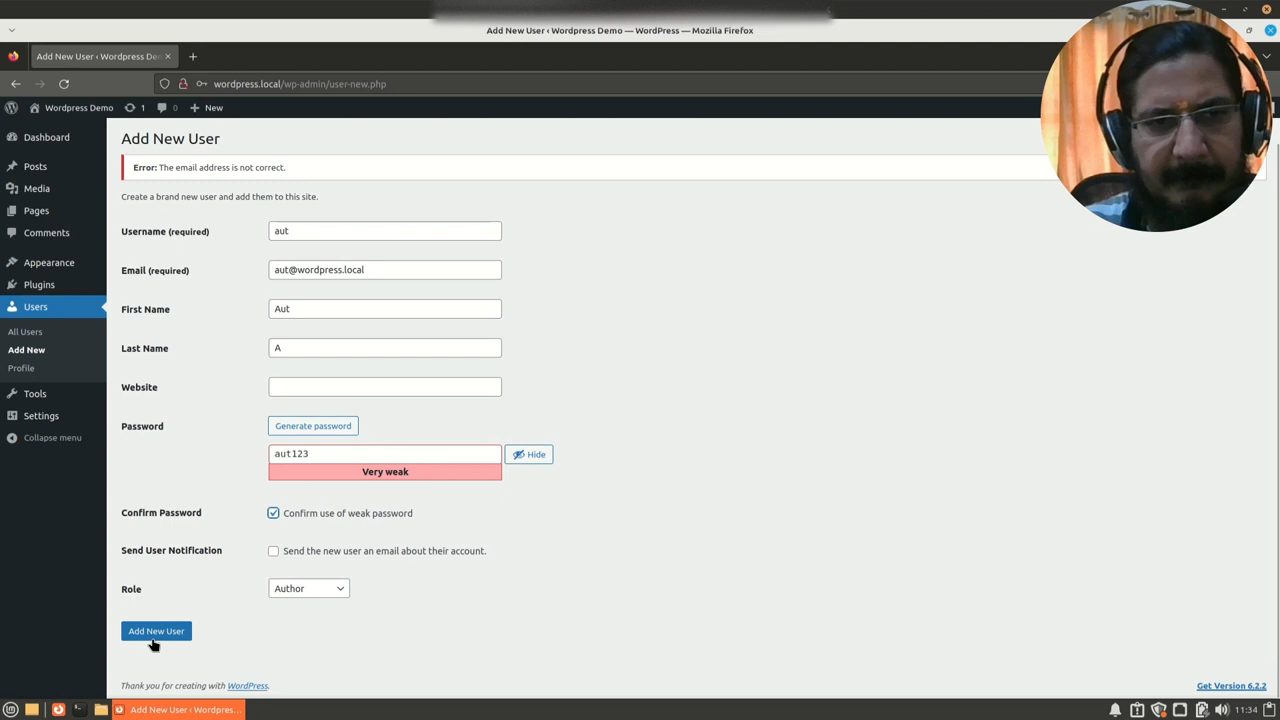 Add New User ‹ Wordpress Demo — WordPress — Mozilla Firefox
Add New User ‹ Wordpress Dem
wordpress.local/wp-admin/user-new.php
Wordpress Demo 1 0 New
Dashboard
Posts
Media
Pages
Comments
Appearance
Plugins
Users
All Users
Add New
Profile
Tools
Settings
Collapse menu
Add New User
Error: The email address is not correct.
Create a brand new user and add them to this site.
Username (required) aut
Email (required) aut@wordpress.local
First Name Aut
Last Name A
Website
Password Generate password
aut123 Hide
Very weak
Confirm Password Confirm use of weak password
Send User Notification Send the new user an email about their account.
Role Author
Add New User
Thank you for creating with WordPress. Get Version 6.2.2
Add New User ‹ Wordpres... 11:34